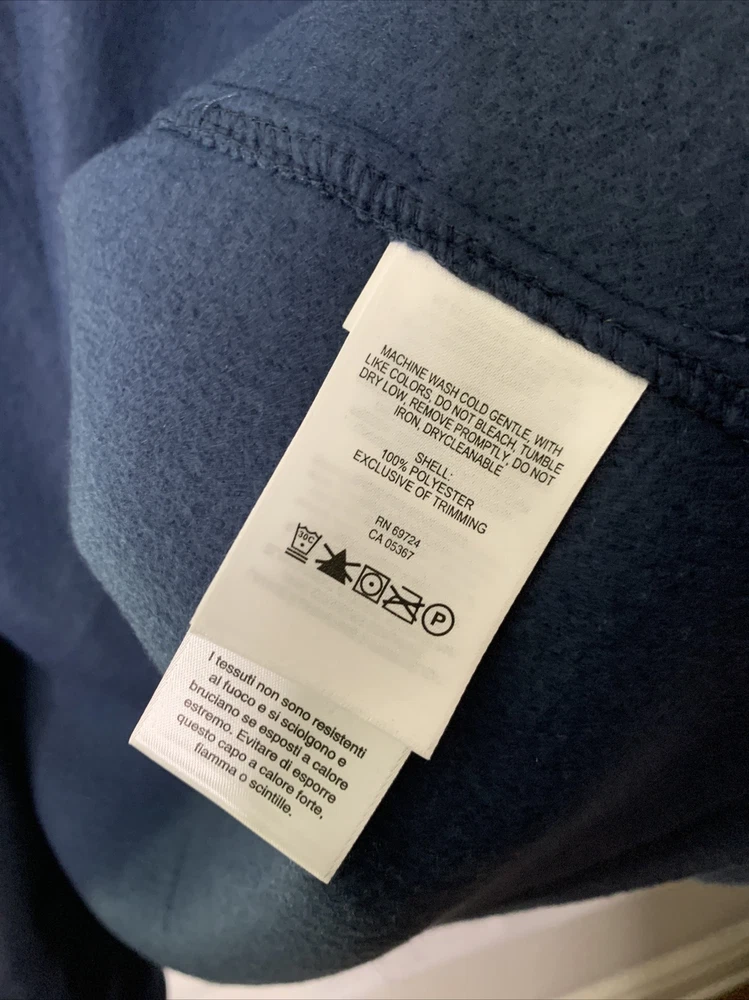 MACHINE WASH COLD GENTLE, WITH
LIKE COLORS, DO NOT BLEACH, TUMBLE
DRY LOW, REMOVE PROMPTLY, DO NOT
IRON, DRYCLEANABLE
SHELL:
100% POLYESTER
EXCLUSIVE OF TRIMMING
RN 69724
CA 05367
30C
P
I tessuti non sono resistenti
al fuoco e si sciolgono e
bruciano se esposti a calore
estremo. Evitare di esporre
questo capo a calore forte,
fiamma o scintille.